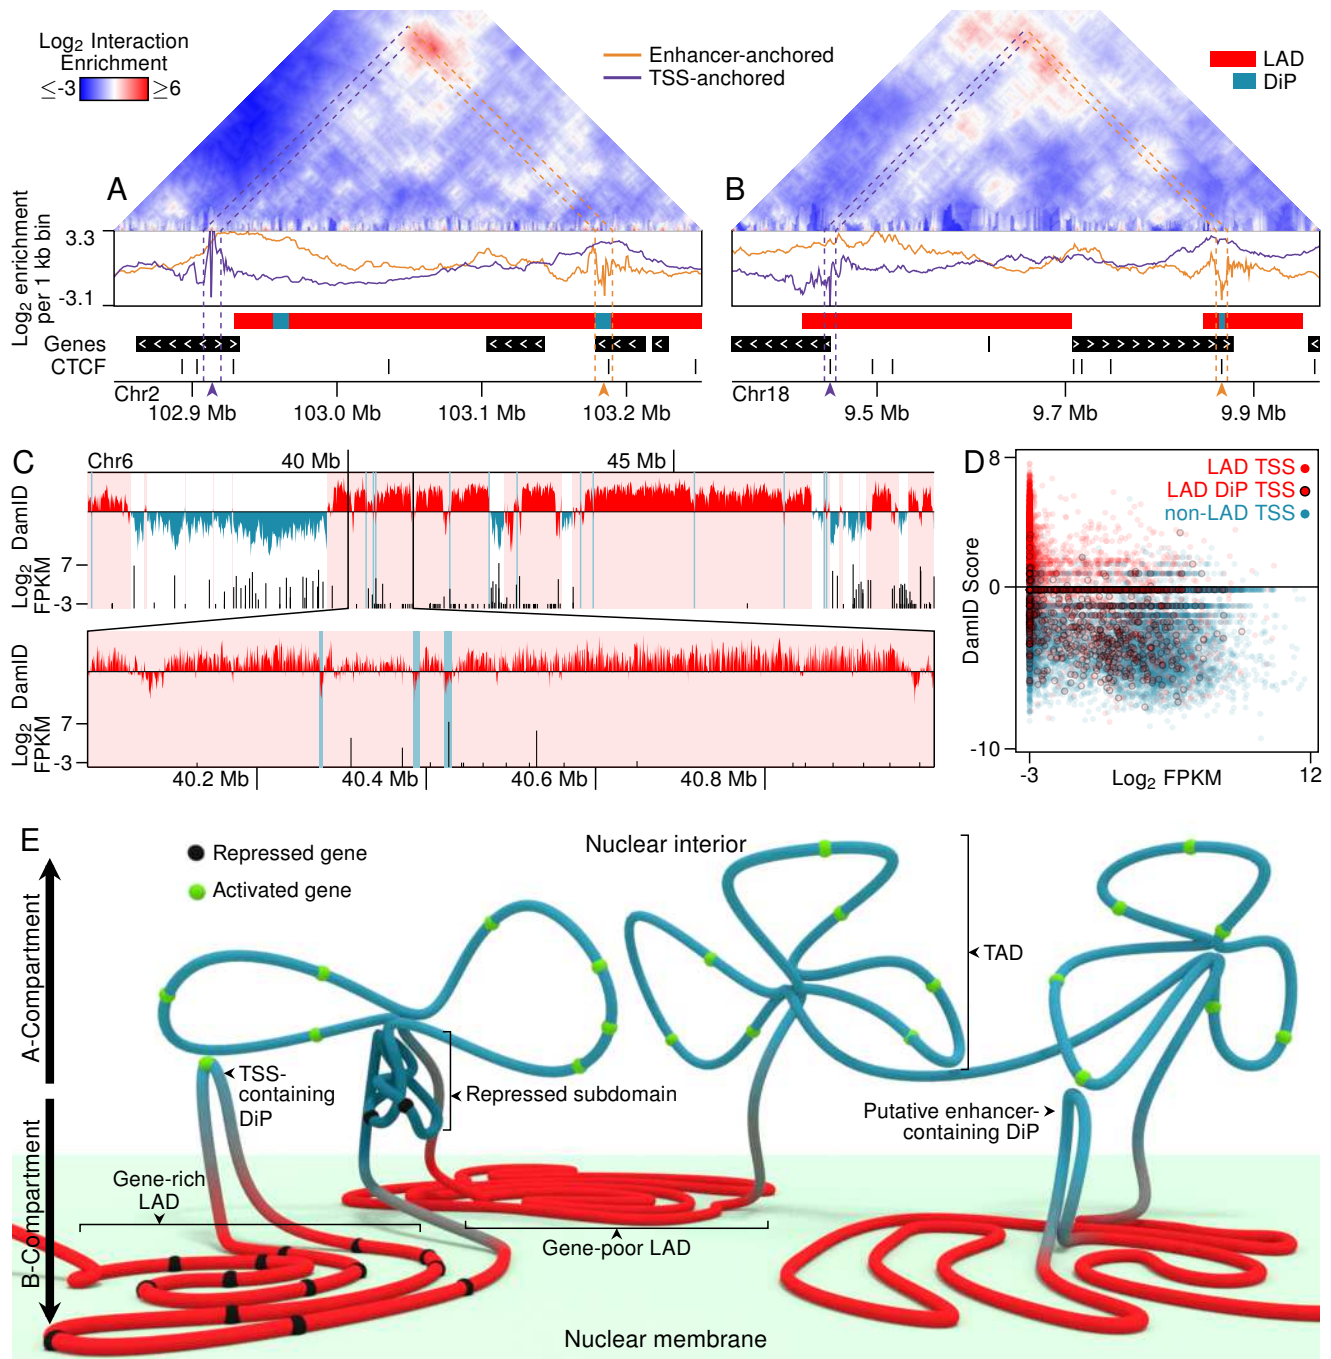 Log2 Interaction
Enrichment
≤-3 ≥6
Enhancer-anchored
TSS-anchored
LAD
DiP
A
B
Log2 enrichment
per 1 kb bin
3.3
-3.1
Genes
CTCF
Chr2
102.9 Mb 103.0 Mb 103.1 Mb 103.2 Mb
Chr18
9.5 Mb 9.7 Mb 9.9 Mb
C
Chr6 40 Mb 45 Mb
DamID
Log2
FPKM
7
-3
DamID
Log2
FPKM
7
-3
40.2 Mb 40.4 Mb 40.6 Mb 40.8 Mb
D
8
0
-10
DamID Score
LAD TSS
LAD DiP TSS
non-LAD TSS
-3 12
Log2 FPKM
E
Repressed gene
Activated gene
Nuclear interior
A-Compartment
B-Compartment
TAD
TSS-
containing
DiP
Repressed subdomain
Putative enhancer-
containing DiP
Gene-rich
LAD
Gene-poor LAD
Nuclear membrane